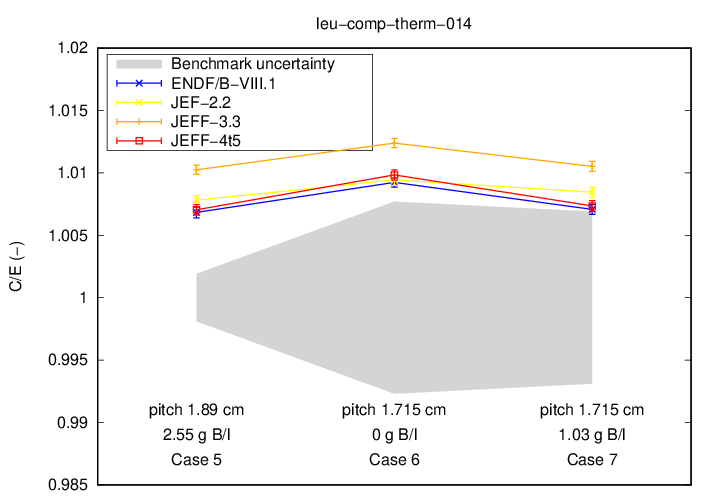 leu−comp−therm−014
1.02
1.015
1.01
1.005
1
0.995
0.99
0.985
C/E (−)
Benchmark uncertainty
ENDF/B−VIII.1
JEF−2.2
JEFF−3.3
JEFF−4t5
pitch 1.89 cm
2.55 g B/l
Case 5
pitch 1.715 cm
0 g B/l
Case 6
pitch 1.715 cm
1.03 g B/l
Case 7